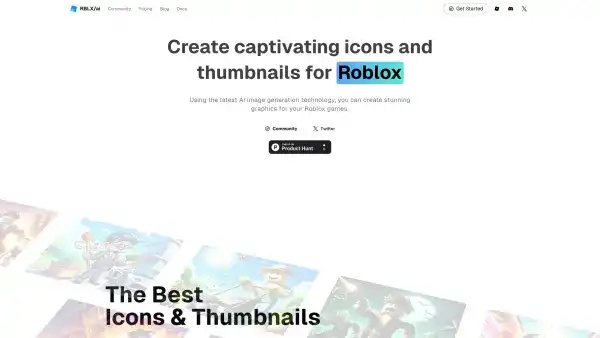 RBLX/ai
Community
Pricing
Blog
Docs
Get Started
Create captivating icons and
thumbnails for Roblox
Using the latest AI image generation technology, you can create stunning
graphics for your Roblox games.
Community
Twitter
Product Hunt
The Best
Icons & Thumbnails